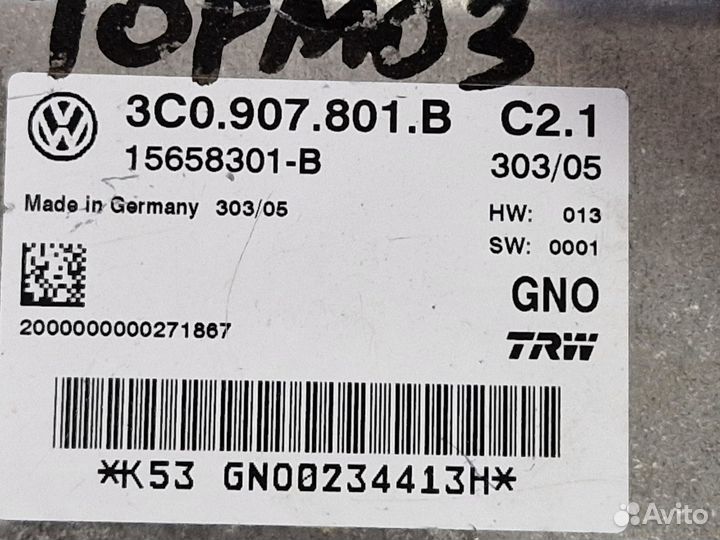 ТОРМОЗ
3C0.907.801.B C2.1
15658301-B 303/05
Made in Germany 303/05 HW: 013
SW: 0001
GNO
2000000000271867
TRW
*K53 GNO0234413H*
Avito